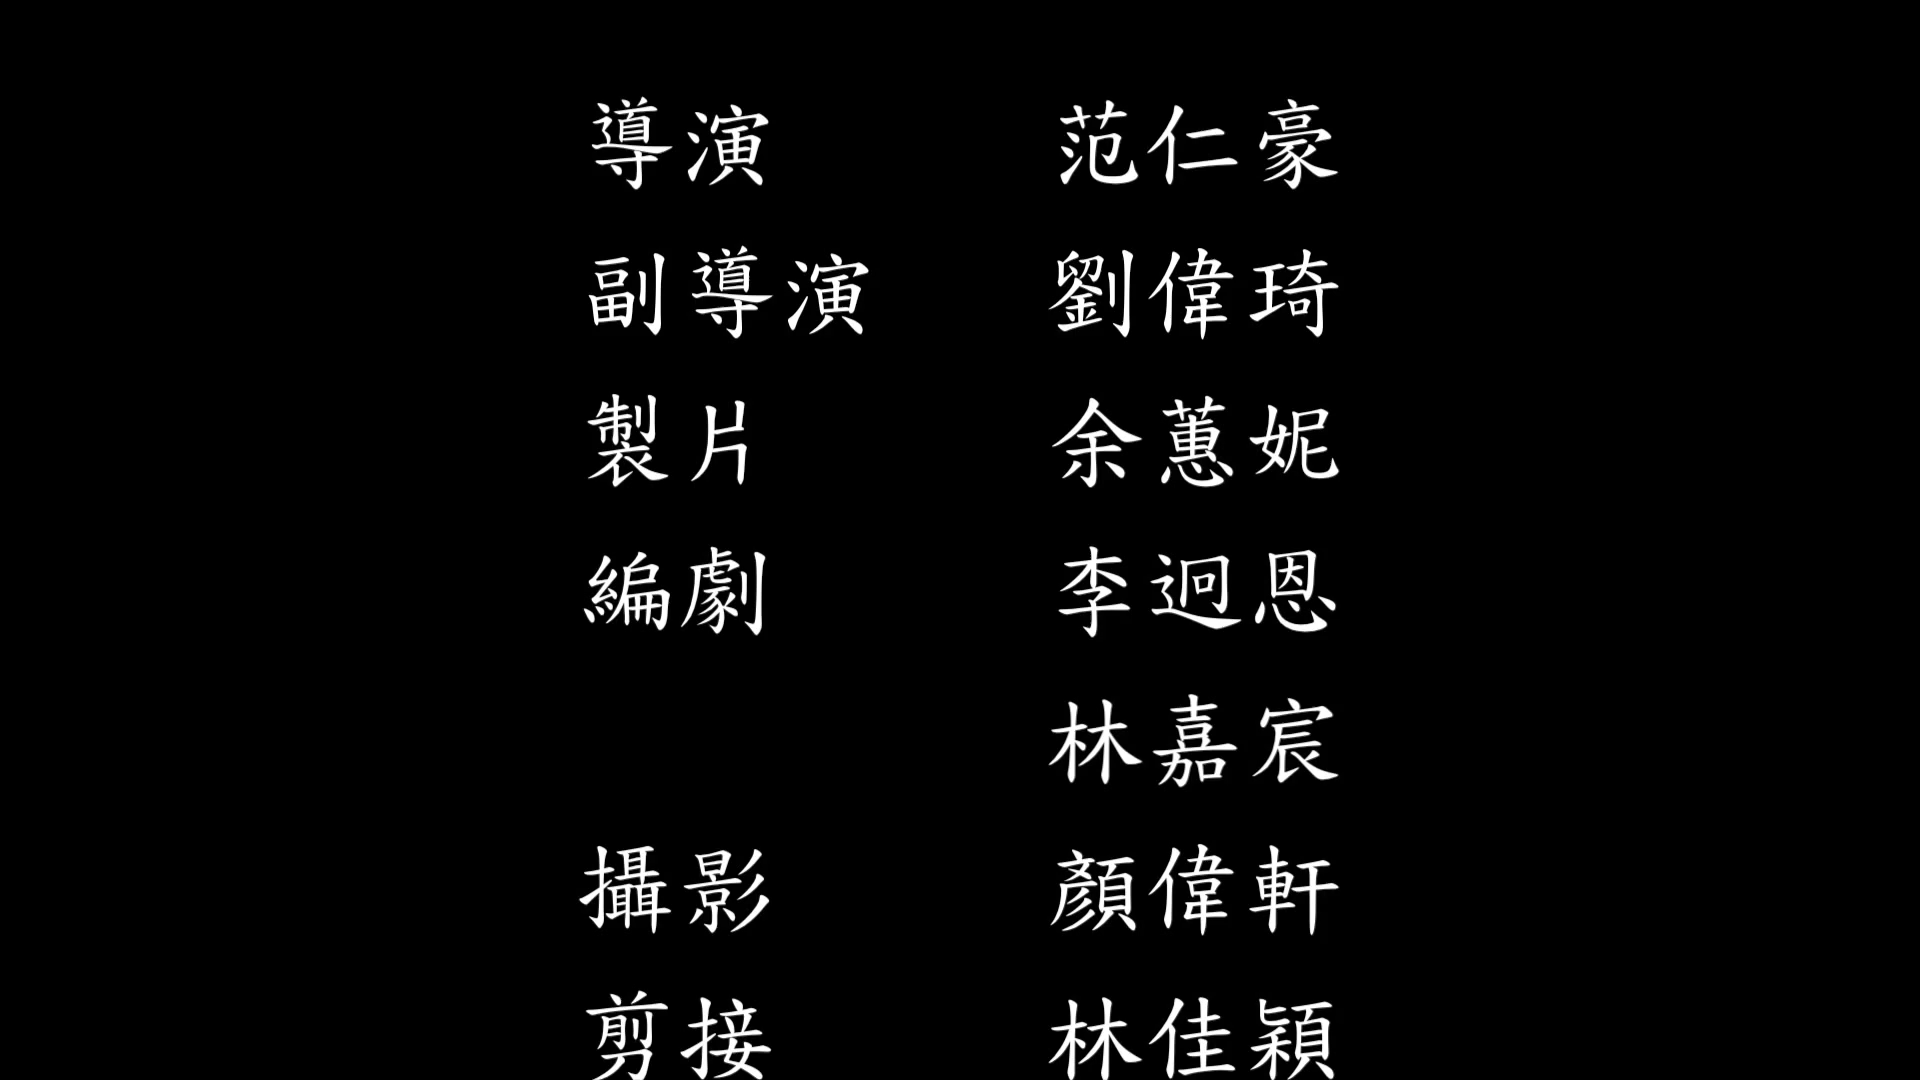 導演 范仁豪
副導演 劉偉琦
製片 余蕙妮
編劇 李迥恩
林嘉宸
攝影 顏偉軒
剪接 林佳穎